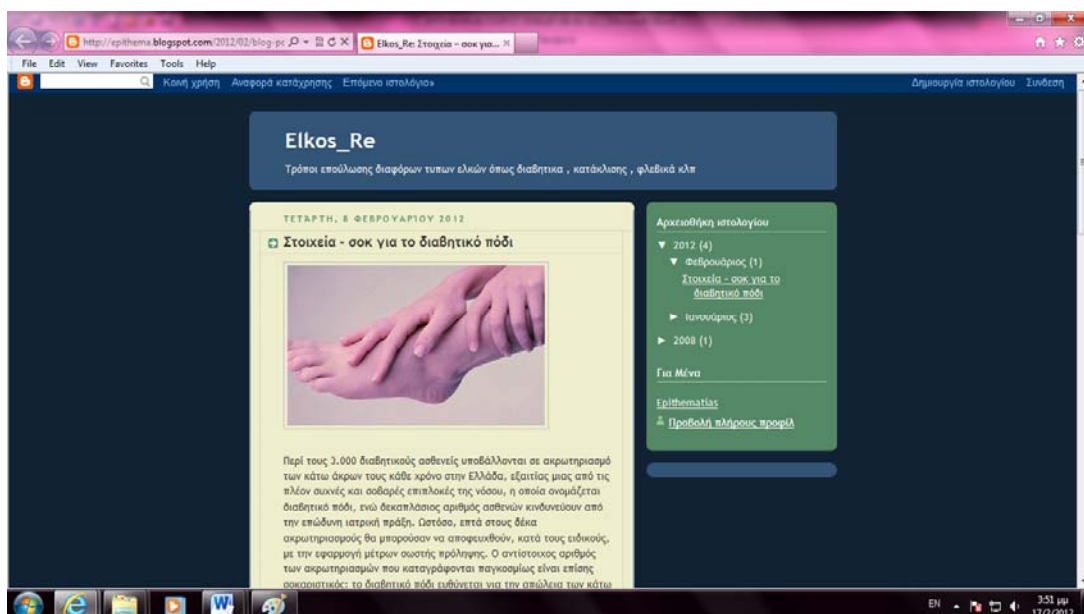 http://epithema.blogspot.com/2012/02/blog-pc
Elkos_Re: Στοιχεία – σοκ για...
File Edit View Favorites Tools Help
Κοινή χρήση Αναφορά κατάχρησης Επόμενο ιστολόγιο»
Δημιουργία ιστολογίου Συνδεση
Elkos_Re
Τρόποι επούλωσης διαφόρων τυπων ελκών όπως διαβητικα , κατάκλισης , φλεβικά κλπ
ΤΕΤΆΡΤΗ, 8 ΦΕΒΡΟΥΑΡΊΟΥ 2012
Στοιχεία - σοκ για το διαβητικό πόδι
Περί τους 3.000 διαβητικούς ασθενείς υποβάλλονται σε ακρωτηριασμό
των κάτω άκρων τους κάθε χρόνο στην Ελλάδα, εξαιτίας μιας από τις
πλέον συχνές και σοβαρές επιπλοκές της νόσου, η οποία ονομάζεται
διαβητικό πόδι, ενώ δεκαπλάσιος αριθμός ασθενών κινδυνεύουν από
την επώδυνη ιατρική πράξη. Ωστόσο, επτά στους δέκα
ακρωτηριασμούς θα μπορούσαν να αποφευχθούν, κατά τους ειδικούς,
με την εφαρμογή μέτρων σωστής πρόληψης. Ο αντίστοιχος αριθμός
των ακρωτηριασμών που καταγράφονται παγκοσμίως είναι επίσης
σοκαριστικός: το διαβητικό πόδι ευθύνεται για την απώλεια των κάτω
Αρχειοθήκη ιστολογίου
▼ 2012 (4)
▼ Φεβρουάριος (1)
Στοιχεία - σοκ για το
διαβητικό πόδι
► Ιανουάριος (3)
► 2008 (1)
Για Μένα
Epithematias
Προβολή πλήρους προφίλ
EN
3:51 μμ
17/2/2012